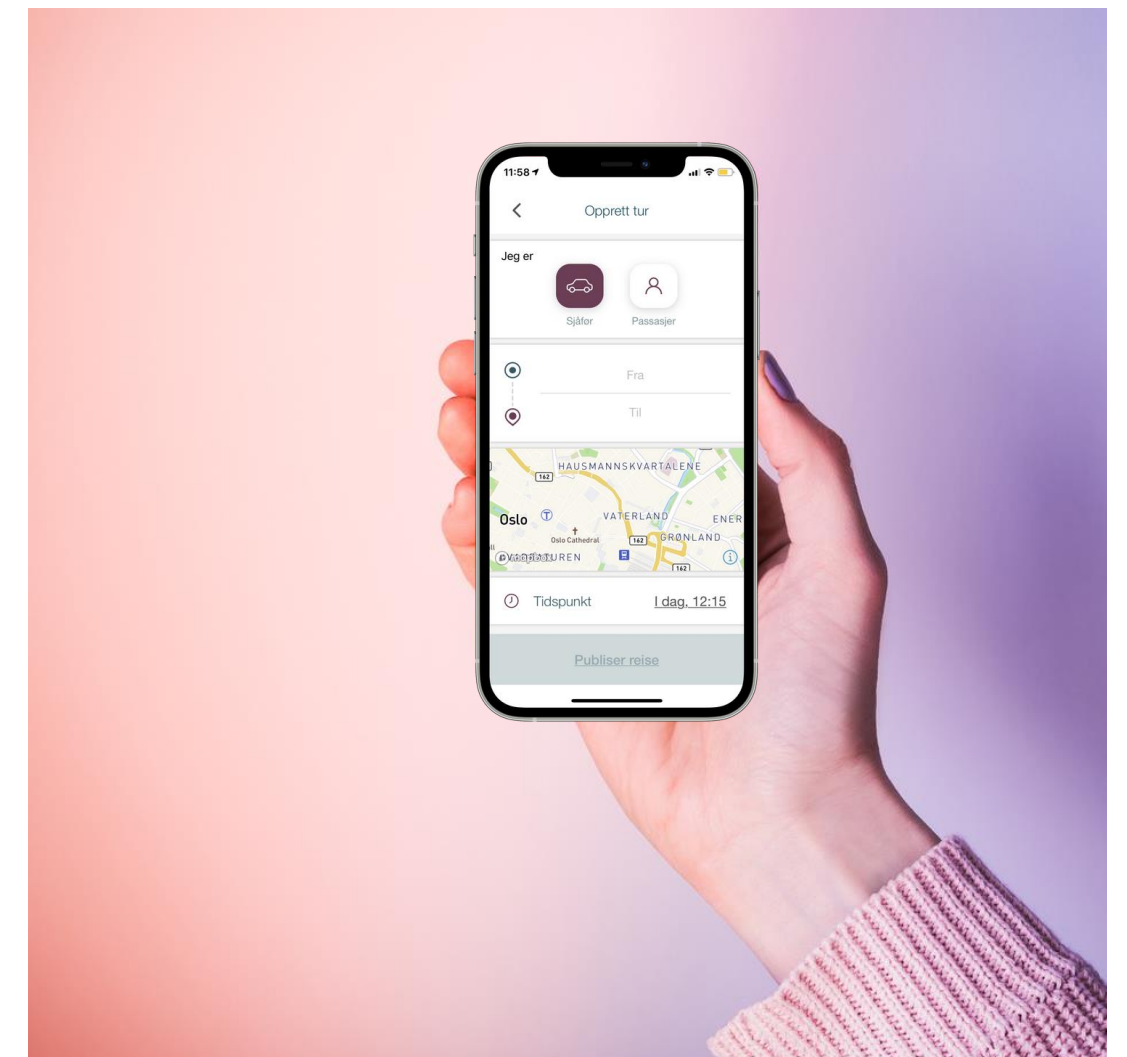 11:58
Opprett tur
Jeg er
Sjåfør
Passasjer
Fra
Til
HAUSMANNSKVARTALENE
162
Oslo
T
VATERLAND
ENER
Oslo Cathedral
162
GRØNLAND
162
Tidspunkt
I dag, 12:15
Publiser reise